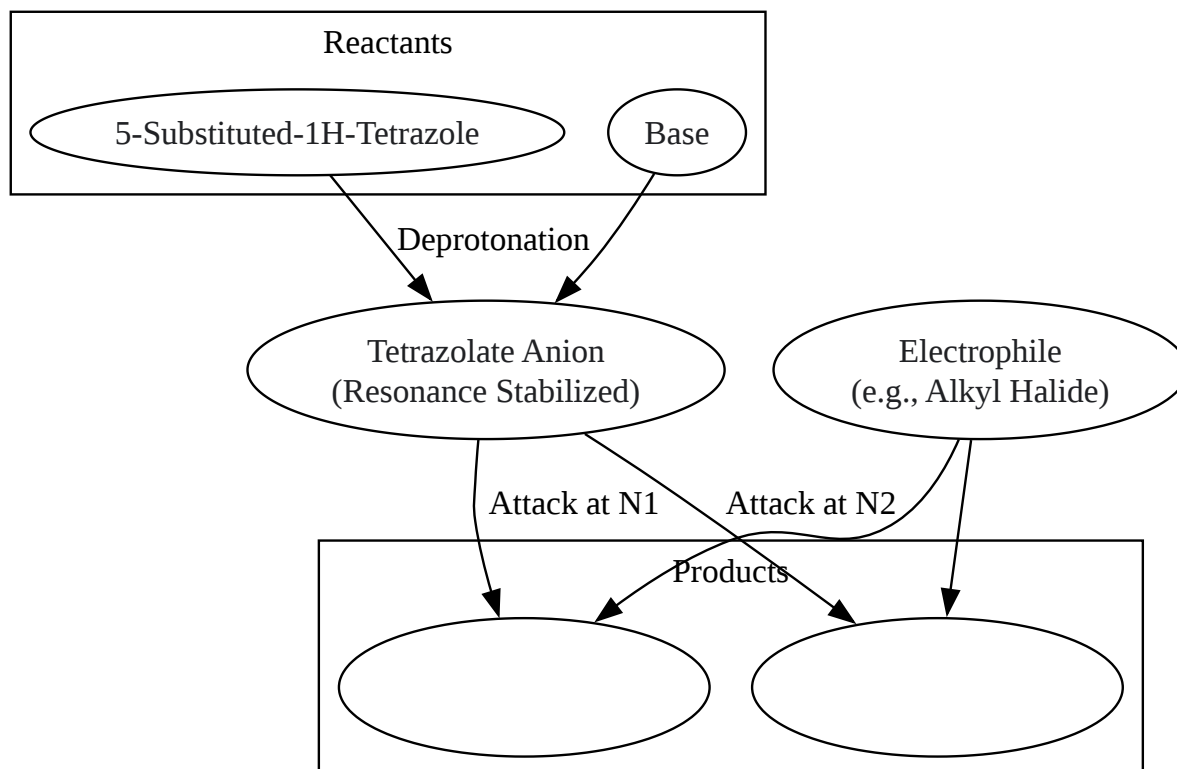 Reactants
5-Substituted-1H-Tetrazole
Base
Deprotonation
Tetrazolate Anion
(Resonance Stabilized)
Electrophile
(e.g., Alkyl Halide)
Attack at N1
Attack at N2
Products